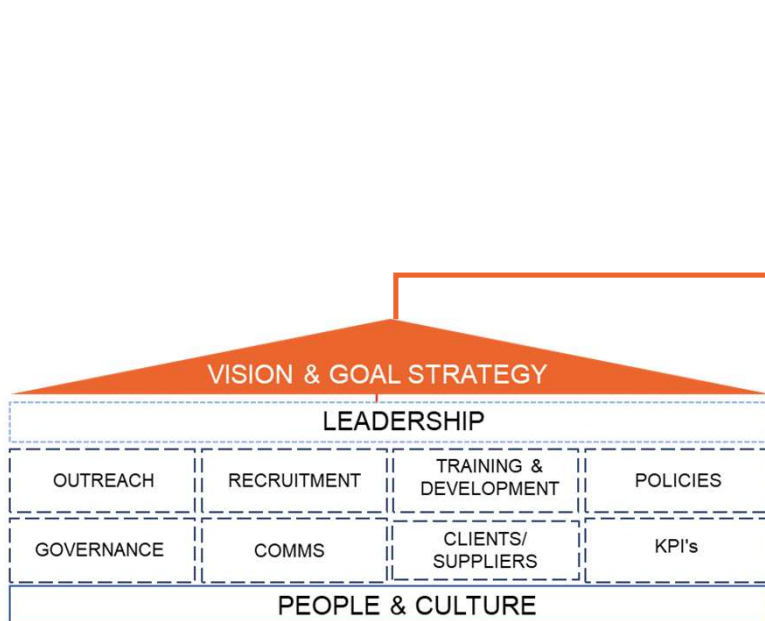 VISION & GOAL STRATEGY
LEADERSHIP
OUTREACH
RECRUITMENT
TRAINING &
DEVELOPMENT
POLICIES
GOVERNANCE
COMMS
CLIENTS/
SUPPLIERS
KPI's
PEOPLE & CULTURE